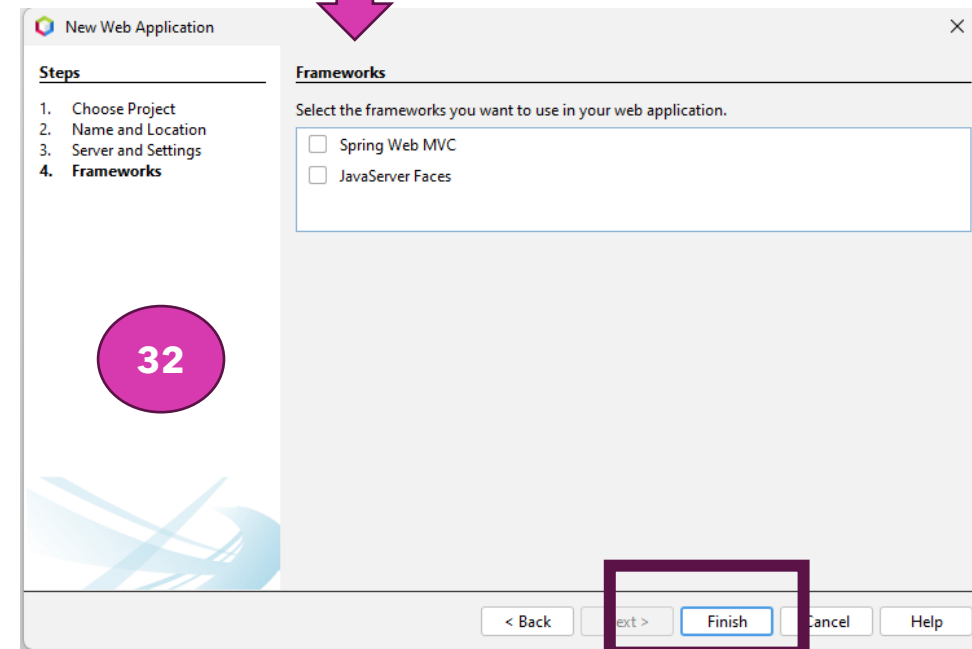 New Web Application
Steps
1. Choose Project
2. Name and Location
3. Server and Settings
4. Frameworks
Frameworks
Select the frameworks you want to use in your web application.
Spring Web MVC
JavaServer Faces
32
< Back
ext >
Finish
Cancel
Help